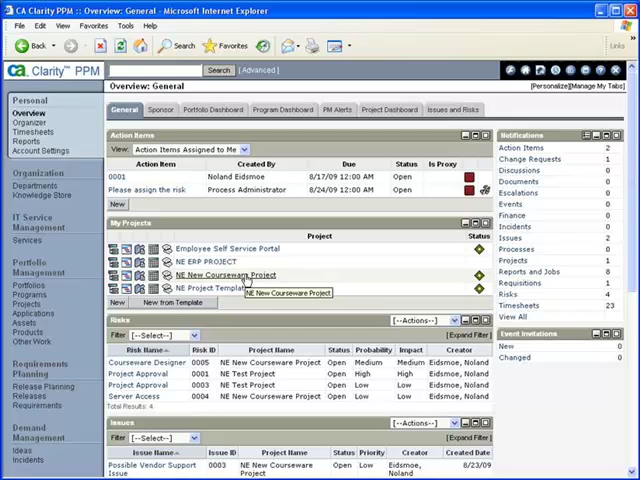 CA Clarity PPM :: Overview: General - Microsoft Internet Explorer
File Edit View Favorites Tools Help
Back Search Favorites Links
ca Clarity™ PPM Search [Advanced]
Overview: General [Personalize] [Manage My Tabs]
Personal
Overview
Organizer
Timesheets
Reports
Account Settings
Organization
Departments
Knowledge Store
IT Service
Management
Services
Portfolio
Management
Portfolios
Programs
Projects
Applications
Assets
Products
Other Work
Requirements
Planning
Release Planning
Releases
Requirements
Demand
Management
Ideas
Incidents
General Sponsor Portfolio Dashboard Program Dashboard PM Alerts Project Dashboard Issues and Risks
Action Items
View: Action Items Assigned to Me
Action Item Created By Due Status Is Proxy
0001 Noland Eidsmoe 8/17/09 12:00 AM Open
Please assign the risk Process Administrator 8/24/09 12:00 AM Open
New
My Projects
Project Status
Employee Self Service Portal
NE ERP PROJECT
NE New Courseware Project
NE Project Templat
NE New Courseware Project
New New from Template
Risks [--Actions--]
Filter [--Select--] [Expand Filter]
Risk Name Risk ID Project Name Status Probability Impact Creator
Courseware Designer 0005 NE New Courseware Project Open Medium Medium Eidsmoe, Noland
Project Approval 0001 NE Test Project Open High High Eidsmoe, Noland
Project Approval 0003 NE Test Project Open Low Low Eidsmoe, Noland
Server Access 0004 NE New Courseware Project Open Low Low Eidsmoe, Noland
Total Results: 4
Issues [--Actions--]
Filter [--Select--] [Expand Filter]
Issue Name Issue ID Project Name Status Priority Creator Created Date
Possible Vendor Support 0003 NE New Courseware Project Open Low Eidsmoe, 8/23/09
Issue Noland
Notifications
Action Items 2
Change Requests 1
Discussions 0
Documents 0
Escalations 0
Events 0
Finance 0
Incidents 0
Issues 2
Processes 0
Projects 1
Reports and Jobs 8
Requisitions 0
Risks 4
Timesheets 23
View All
Event Invitations
New 0
Changed 0